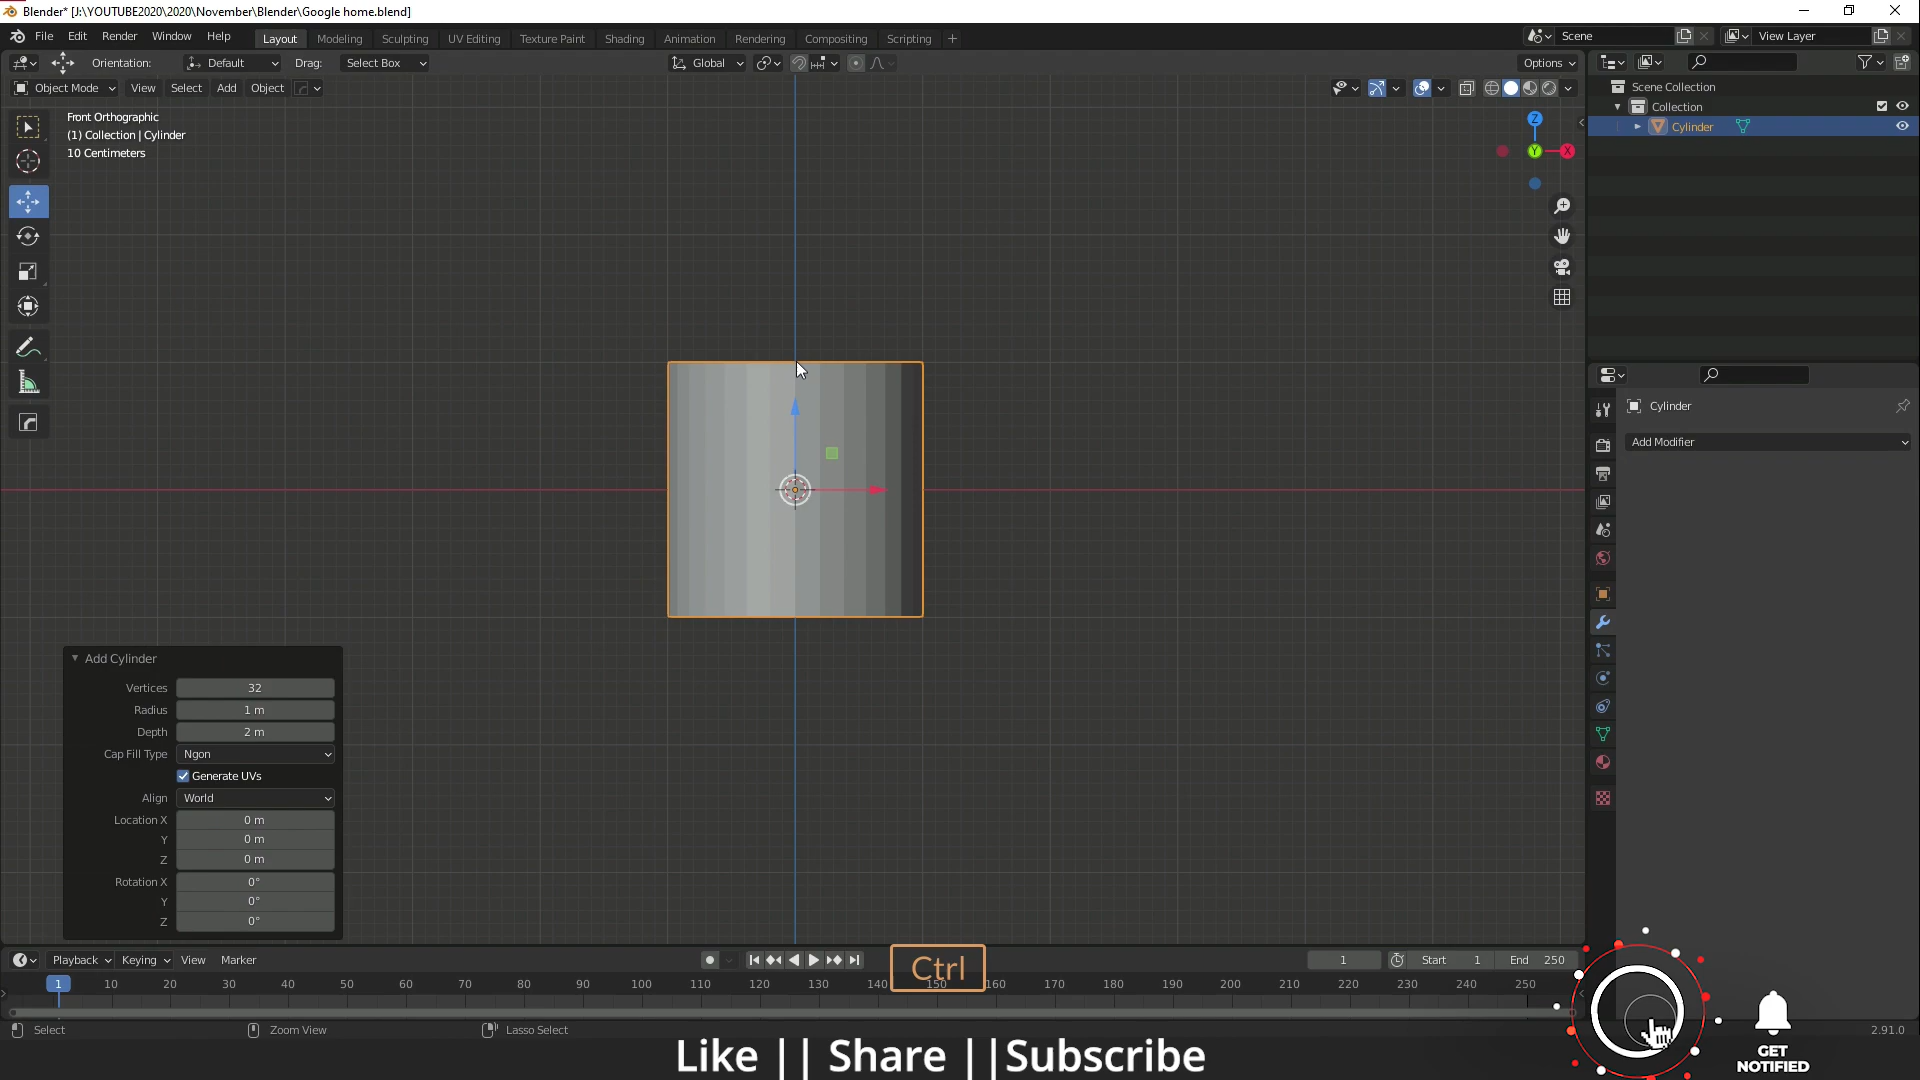 Blender* [J:\YOUTUBE2020\2020\November\Blender\Google home.blend]
File Edit Render Window Help Layout Modeling Sculpting UV Editing Texture Paint Shading Animation Rendering Compositing Scripting + Scene View Layer
Orientation: Default Drag: Select Box Global Options
Object Mode View Select Add Object
Scene Collection
Collection
Cylinder
Front Orthographic
(1) Collection | Cylinder
10 Centimeters
Z
Y
X
Cylinder
Add Modifier
Add Cylinder
Vertices 32
Radius 1 m
Depth 2 m
Cap Fill Type Ngon
Generate UVs
Align World
Location X 0 m
Y 0 m
Z 0 m
Rotation X 0°
Y 0°
Z 0°
Playback Keying View Marker 1 Start 1 End 250
Ctrl
1 10 20 30 40 50 60 70 80 90 100 110 120 130 140 150 160 170 180 190 200 210 220 230 240 250
Select Zoom View Lasso Select 2.91.0
Like || Share ||Subscribe
GET
NOTIFIED